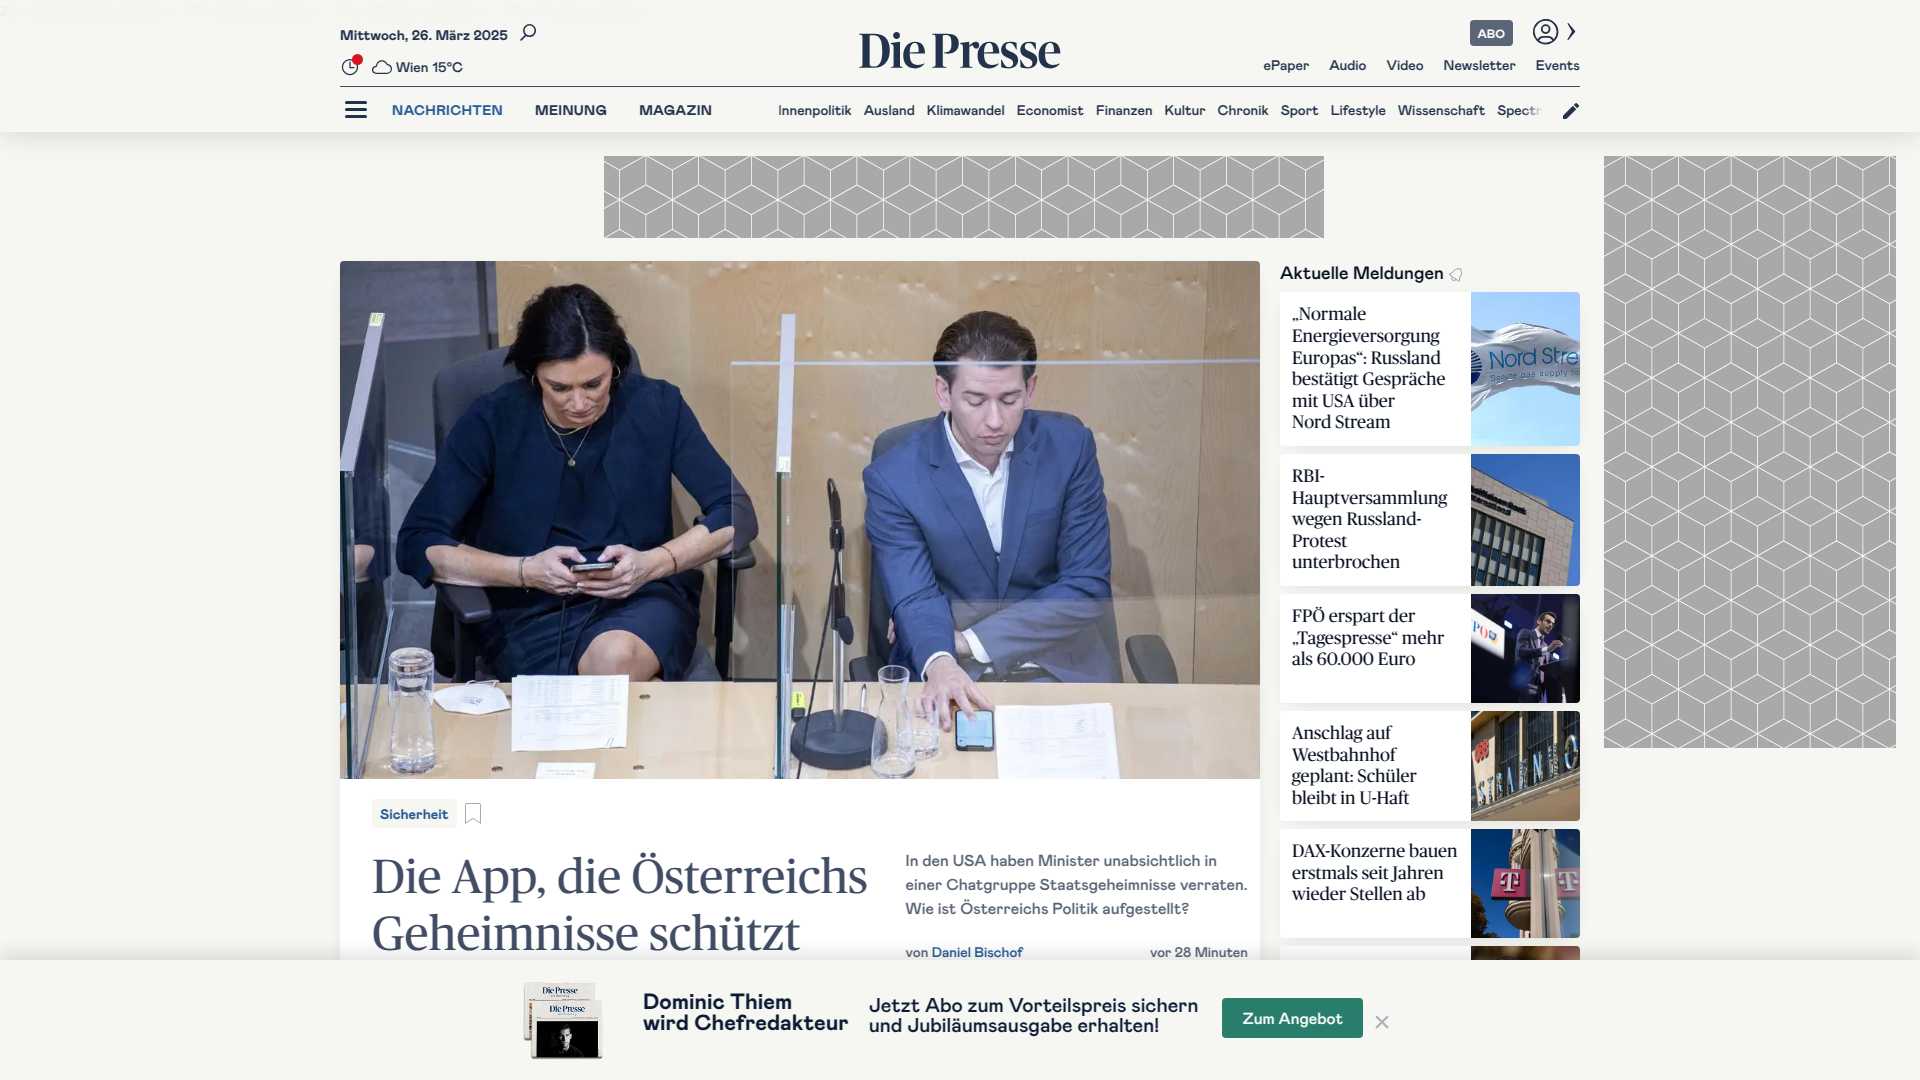 Mittwoch, 26. März 2025
Wien 15°C
Die Presse
ABO
ePaper Audio Video Newsletter Events
NACHRICHTEN MEINUNG MAGAZIN
Innenpolitik Ausland Klimawandel Economist Finanzen Kultur Chronik Sport Lifestyle Wissenschaft
Aktuelle Meldungen
„Normale
Energieversorgung
Europas“: Russland
bestätigt Gespräche
mit USA über
Nord Stream
Nord Stre
RBI-
Hauptversammlung
wegen Russland-
Protest
unterbrochen
FPÖ erspart der
„Tagespresse“ mehr
als 60.000 Euro
Anschlag auf
Westbahnhof
geplant: Schüler
bleibt in U-Haft
DAX-Konzerne bauen
erstmals seit Jahren
wieder Stellen ab
T T
Sicherheit
Die App, die Österreichs
Geheimnisse schützt
In den USA haben Minister unabsichtlich in
einer Chatgruppe Staatsgeheimnisse verraten.
Wie ist Österreichs Politik aufgestellt?
von Daniel Bischof vor 28 Minuten
Die Presse
Die Presse
Dominic Thiem
wird Chefredakteur
Jetzt Abo zum Vorteilspreis sichern
und Jubiläumsausgabe erhalten!
Zum Angebot